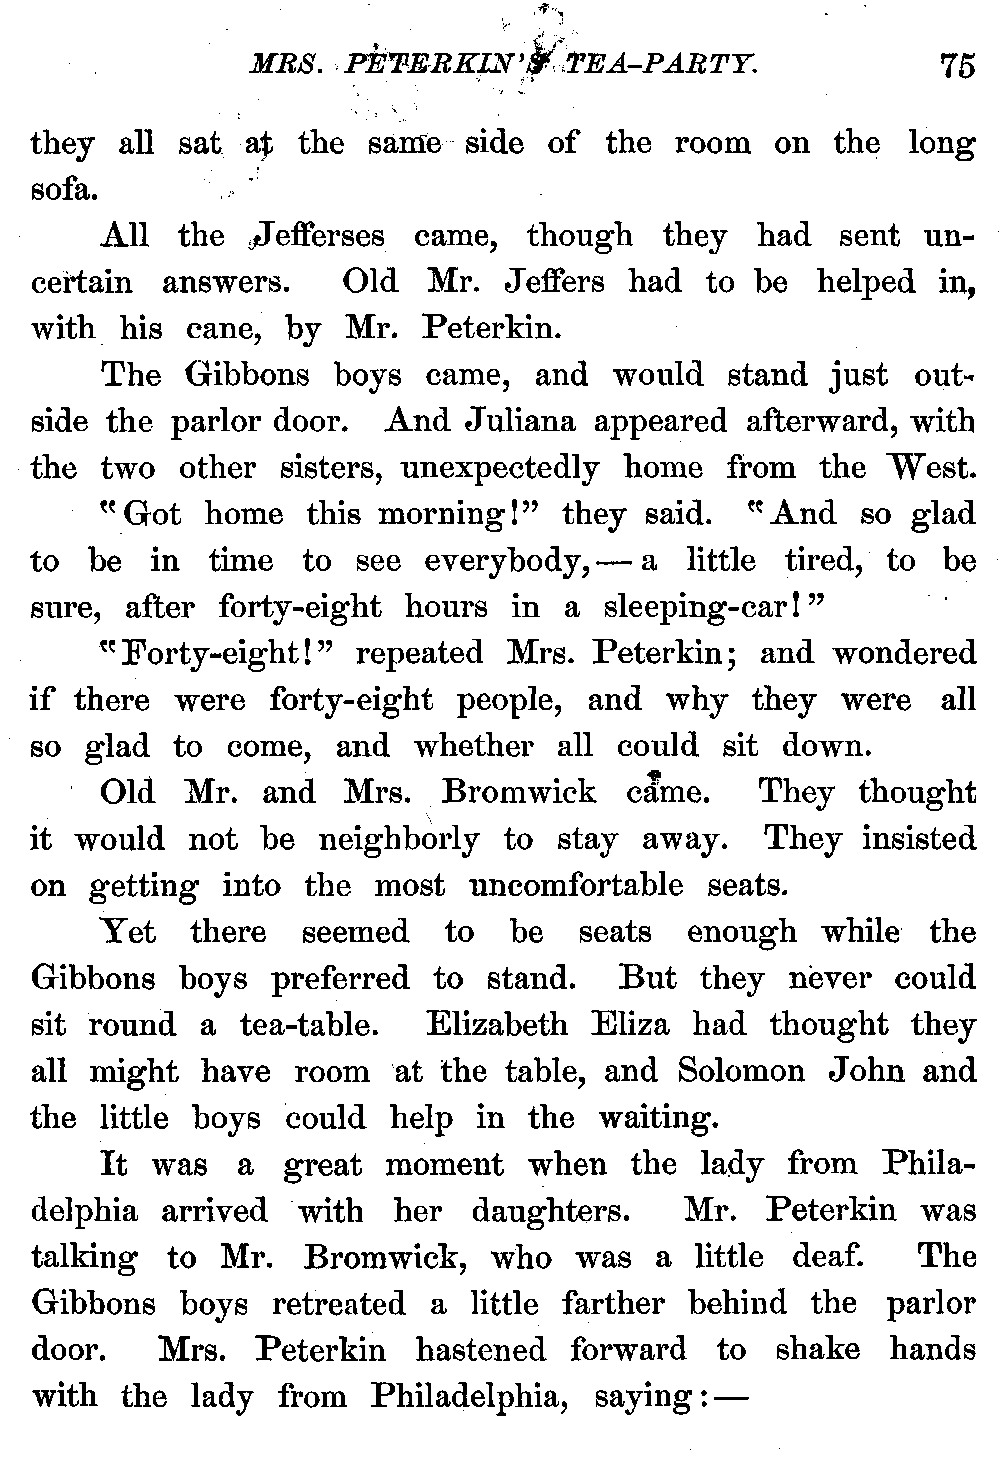 MRS. PETERKIN'S TEA-PARTY. 75
they all sat at the same side of the room on the long
sofa.
All the Jefferses came, though they had sent un-
certain answers. Old Mr. Jeffers had to be helped in,
with his cane, by Mr. Peterkin.
The Gibbons boys came, and would stand just out-
side the parlor door. And Juliana appeared afterward, with
the two other sisters, unexpectedly home from the West.
"Got home this morning!" they said. "And so glad
to be in time to see everybody,—a little tired, to be
sure, after forty-eight hours in a sleeping-car!"
"Forty-eight!" repeated Mrs. Peterkin; and wondered
if there were forty-eight people, and why they were all
so glad to come, and whether all could sit down.
Old Mr. and Mrs. Bromwick came. They thought
it would not be neighborly to stay away. They insisted
on getting into the most uncomfortable seats.
Yet there seemed to be seats enough while the
Gibbons boys preferred to stand. But they never could
sit round a tea-table. Elizabeth Eliza had thought they
all might have room at the table, and Solomon John and
the little boys could help in the waiting.
It was a great moment when the lady from Phila-
delphia arrived with her daughters. Mr. Peterkin was
talking to Mr. Bromwick, who was a little deaf. The
Gibbons boys retreated a little farther behind the parlor
door. Mrs. Peterkin hastened forward to shake hands
with the lady from Philadelphia, saying:—